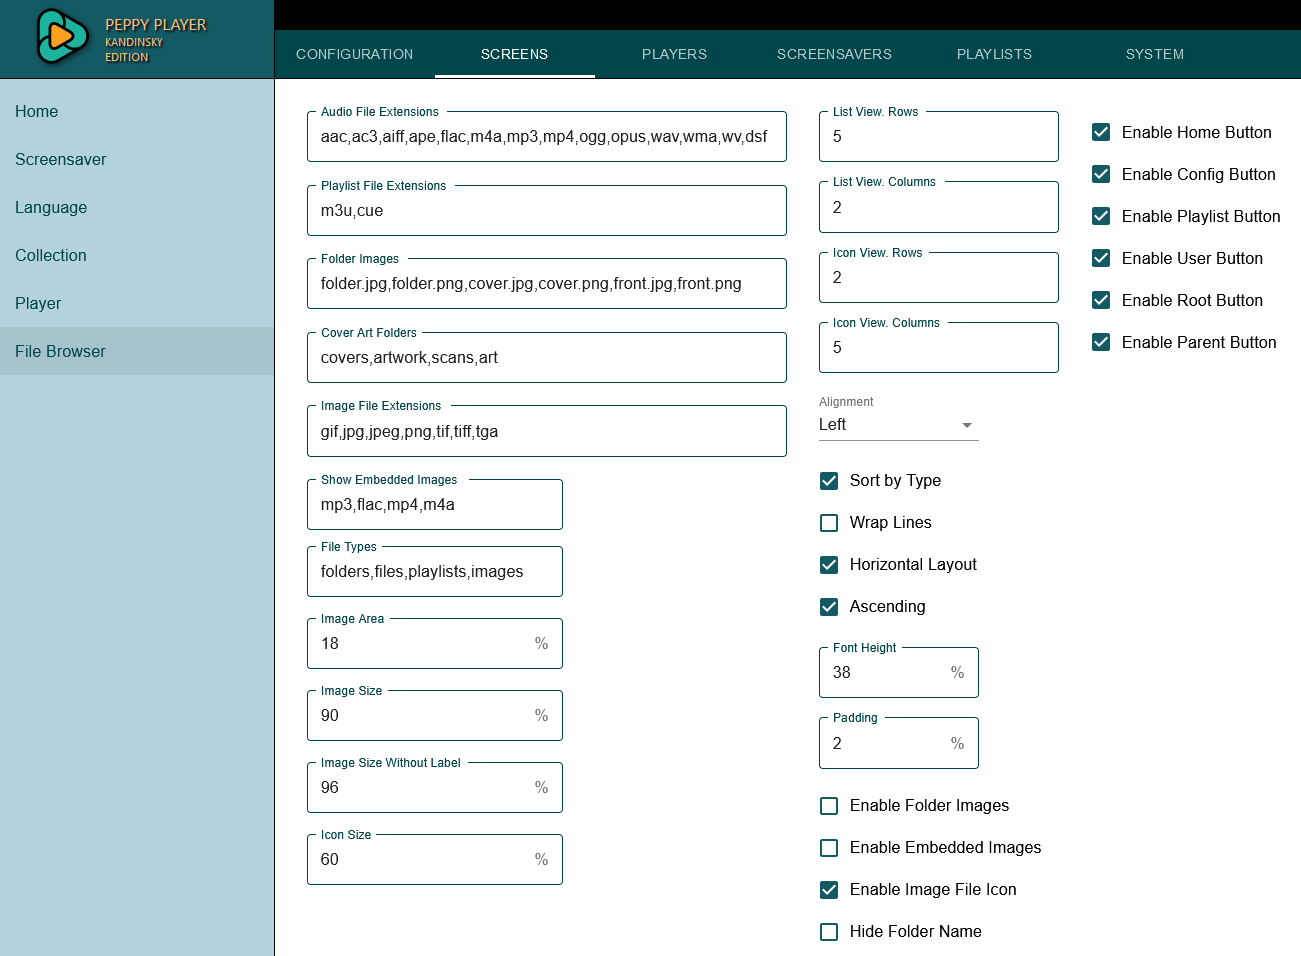 PEPPY PLAYER
KANDINSKY
EDITION
CONFIGURATION
SCREENS
PLAYERS
SCREENSAVERS
PLAYLISTS
SYSTEM
Home
Screensaver
Language
Collection
Player
File Browser
Audio File Extensions
aac,ac3,aiff,ape,flac,m4a,mp3,mp4,ogg,opus,wav,wma,wv,dsf
Playlist File Extensions
m3u,cue
Folder Images
folder.jpg,folder.png,cover.jpg,cover.png,front.jpg,front.png
Cover Art Folders
covers,artwork,scans,art
Image File Extensions
gif,jpg,jpeg,png,tif,tiff,tga
Show Embedded Images
mp3,flac,mp4,m4a
File Types
folders,files,playlists,images
Image Area
18 %
Image Size
90 %
Image Size Without Label
96 %
Icon Size
60 %
List View. Rows
5
List View. Columns
2
Icon View. Rows
2
Icon View. Columns
5
Alignment
Left
Sort by Type
Wrap Lines
Horizontal Layout
Ascending
Font Height
38 %
Padding
2 %
Enable Folder Images
Enable Embedded Images
Enable Image File Icon
Hide Folder Name
Enable Home Button
Enable Config Button
Enable Playlist Button
Enable User Button
Enable Root Button
Enable Parent Button